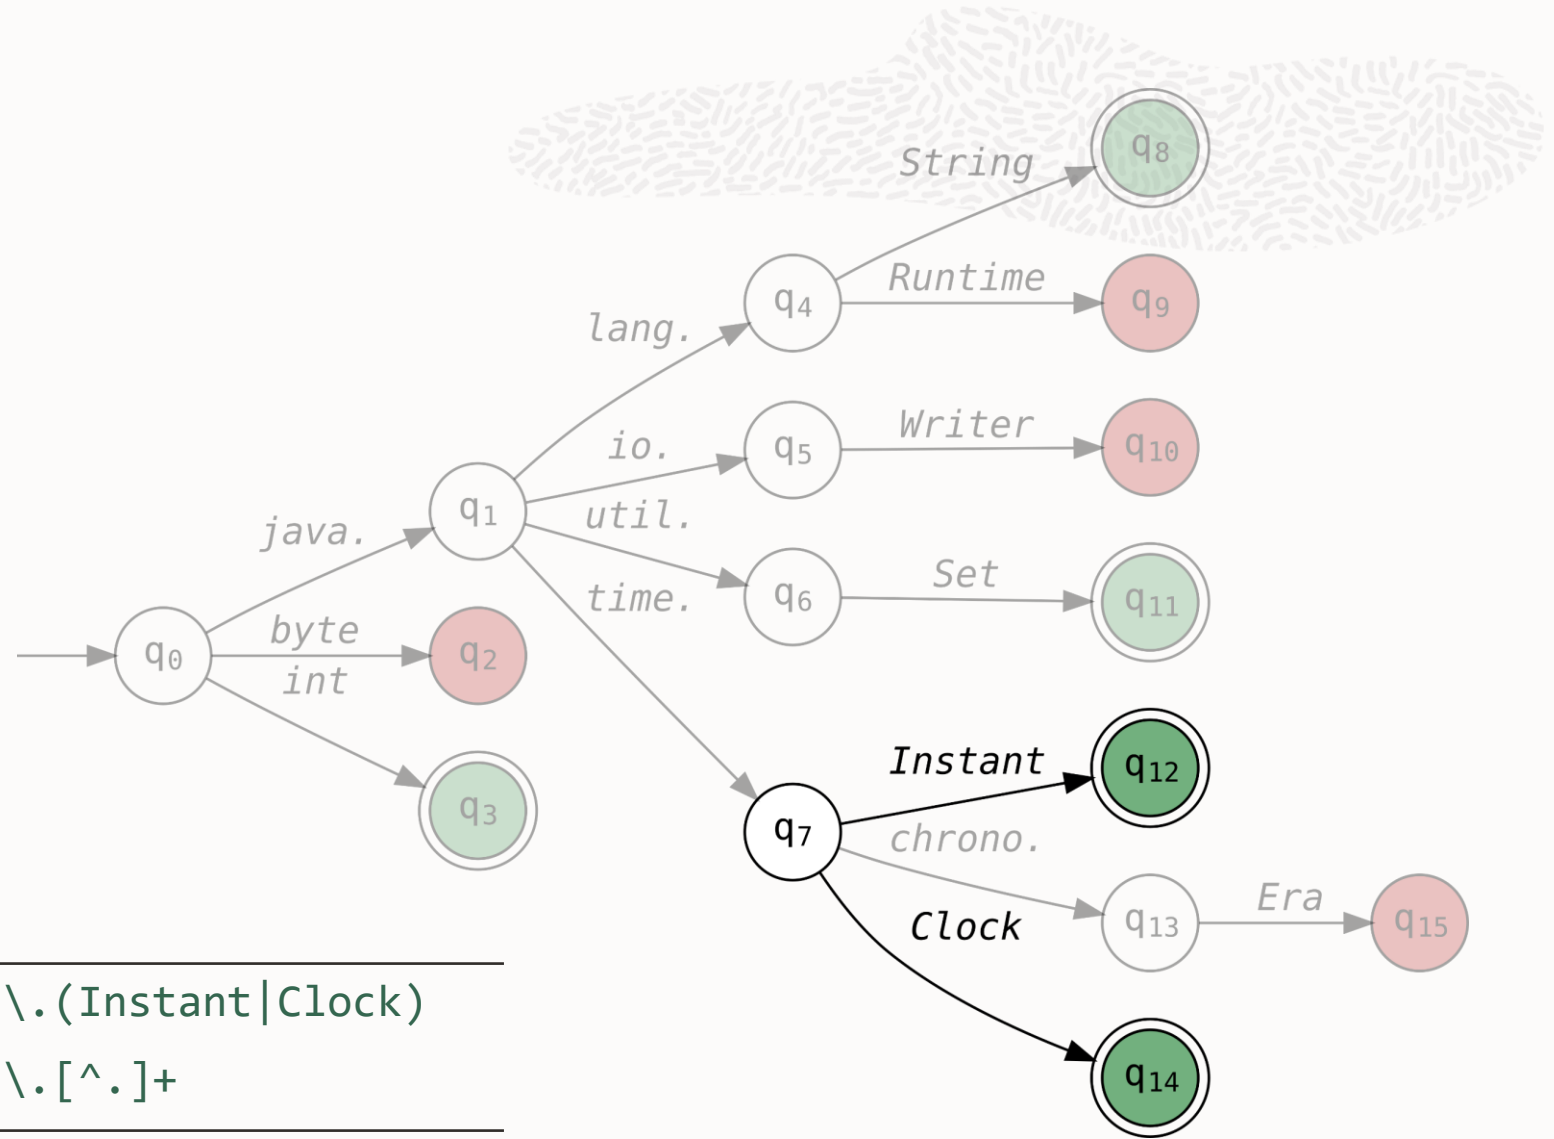 q8
String
q4
Runtime
q9
lang.
Writer
q5
q10
io.
q1
util.
Set
q6
q11
java.
time.
byte
q0
q2
int
Instant
q12
q3
q7
chrono.
Era
q13
q15
Clock
\.(Instant|Clock)
\.[^.]+
q14